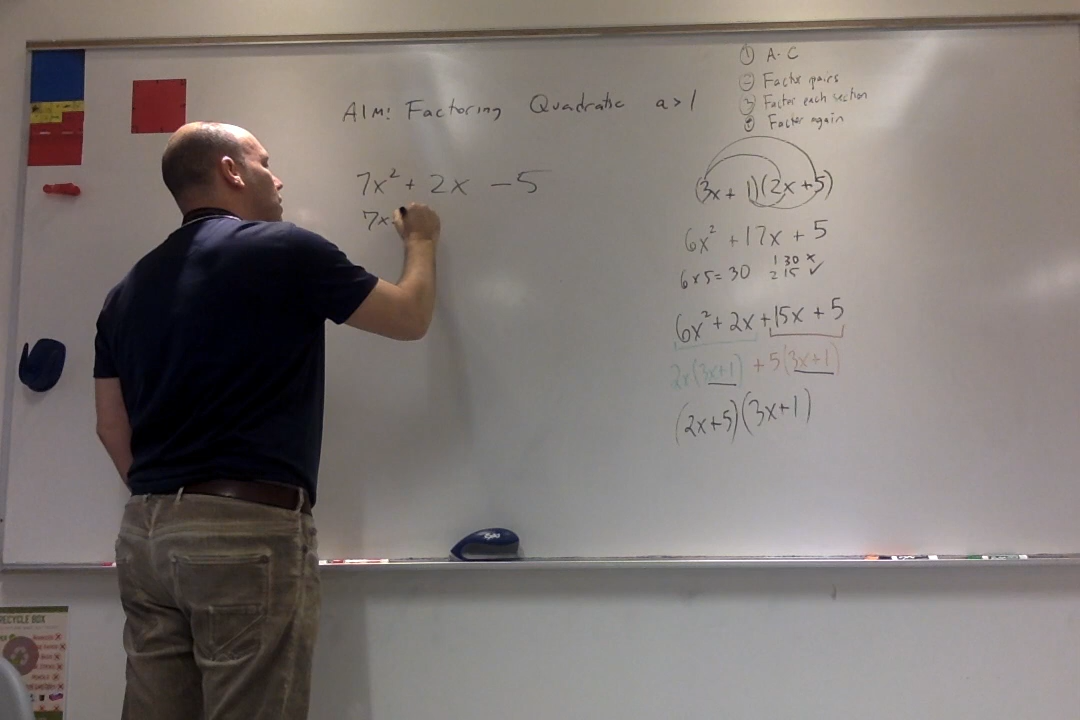 AIM: Factoring Quadratic a>1
7x² + 2x - 5
7x
① A·C
② Factor pairs
③ Factor each section
④ Factor again
(3x + 1)(2x + 5)
6x² + 17x + 5
6x5=30
1 30 x
2 15 ✓
6x² + 2x + 15x + 5
2x(3x+1) + 5(3x+1)
(2x+5)(3x+1)
RECYCLE BOX